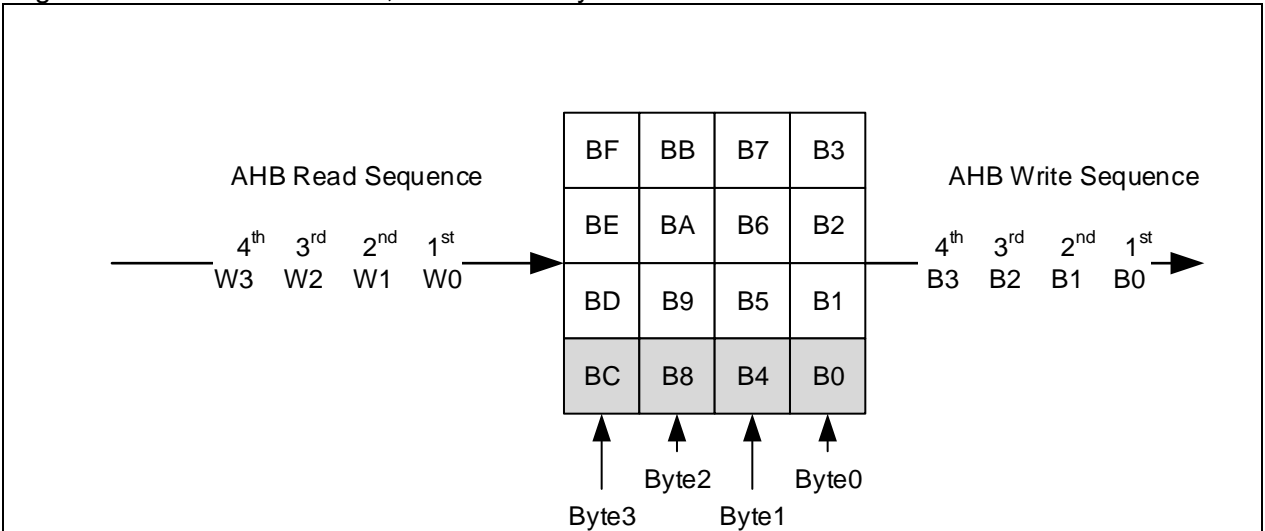 BF BB B7 B3
AHB Read Sequence
AHB Write Sequence
BE BA B6 B2
4th 3rd 2nd 1st
W3 W2 W1 W0
4th 3rd 2nd 1st
B3 B2 B1 B0
BD B9 B5 B1
BC B8 B4 B0
Byte2 Byte0
Byte3 Byte1